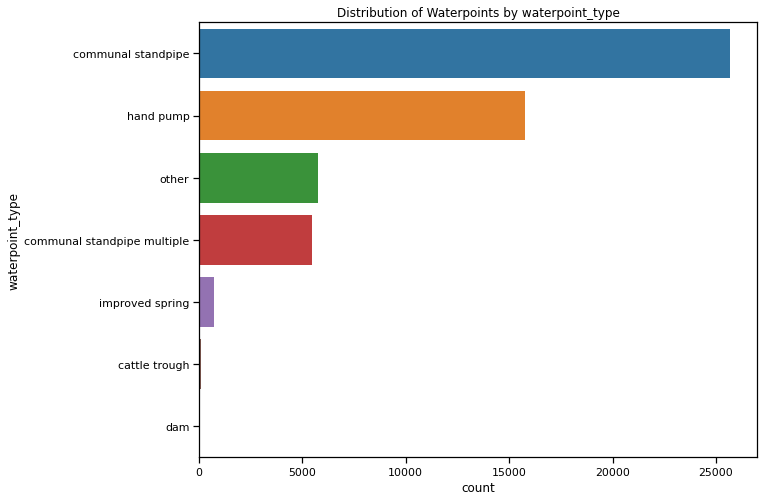 Distribution of Waterpoints by waterpoint_type
communal standpipe
hand pump
other
communal standpipe multiple
improved spring
cattle trough
dam
waterpoint_type
0 5000 10000 15000 20000 25000
count